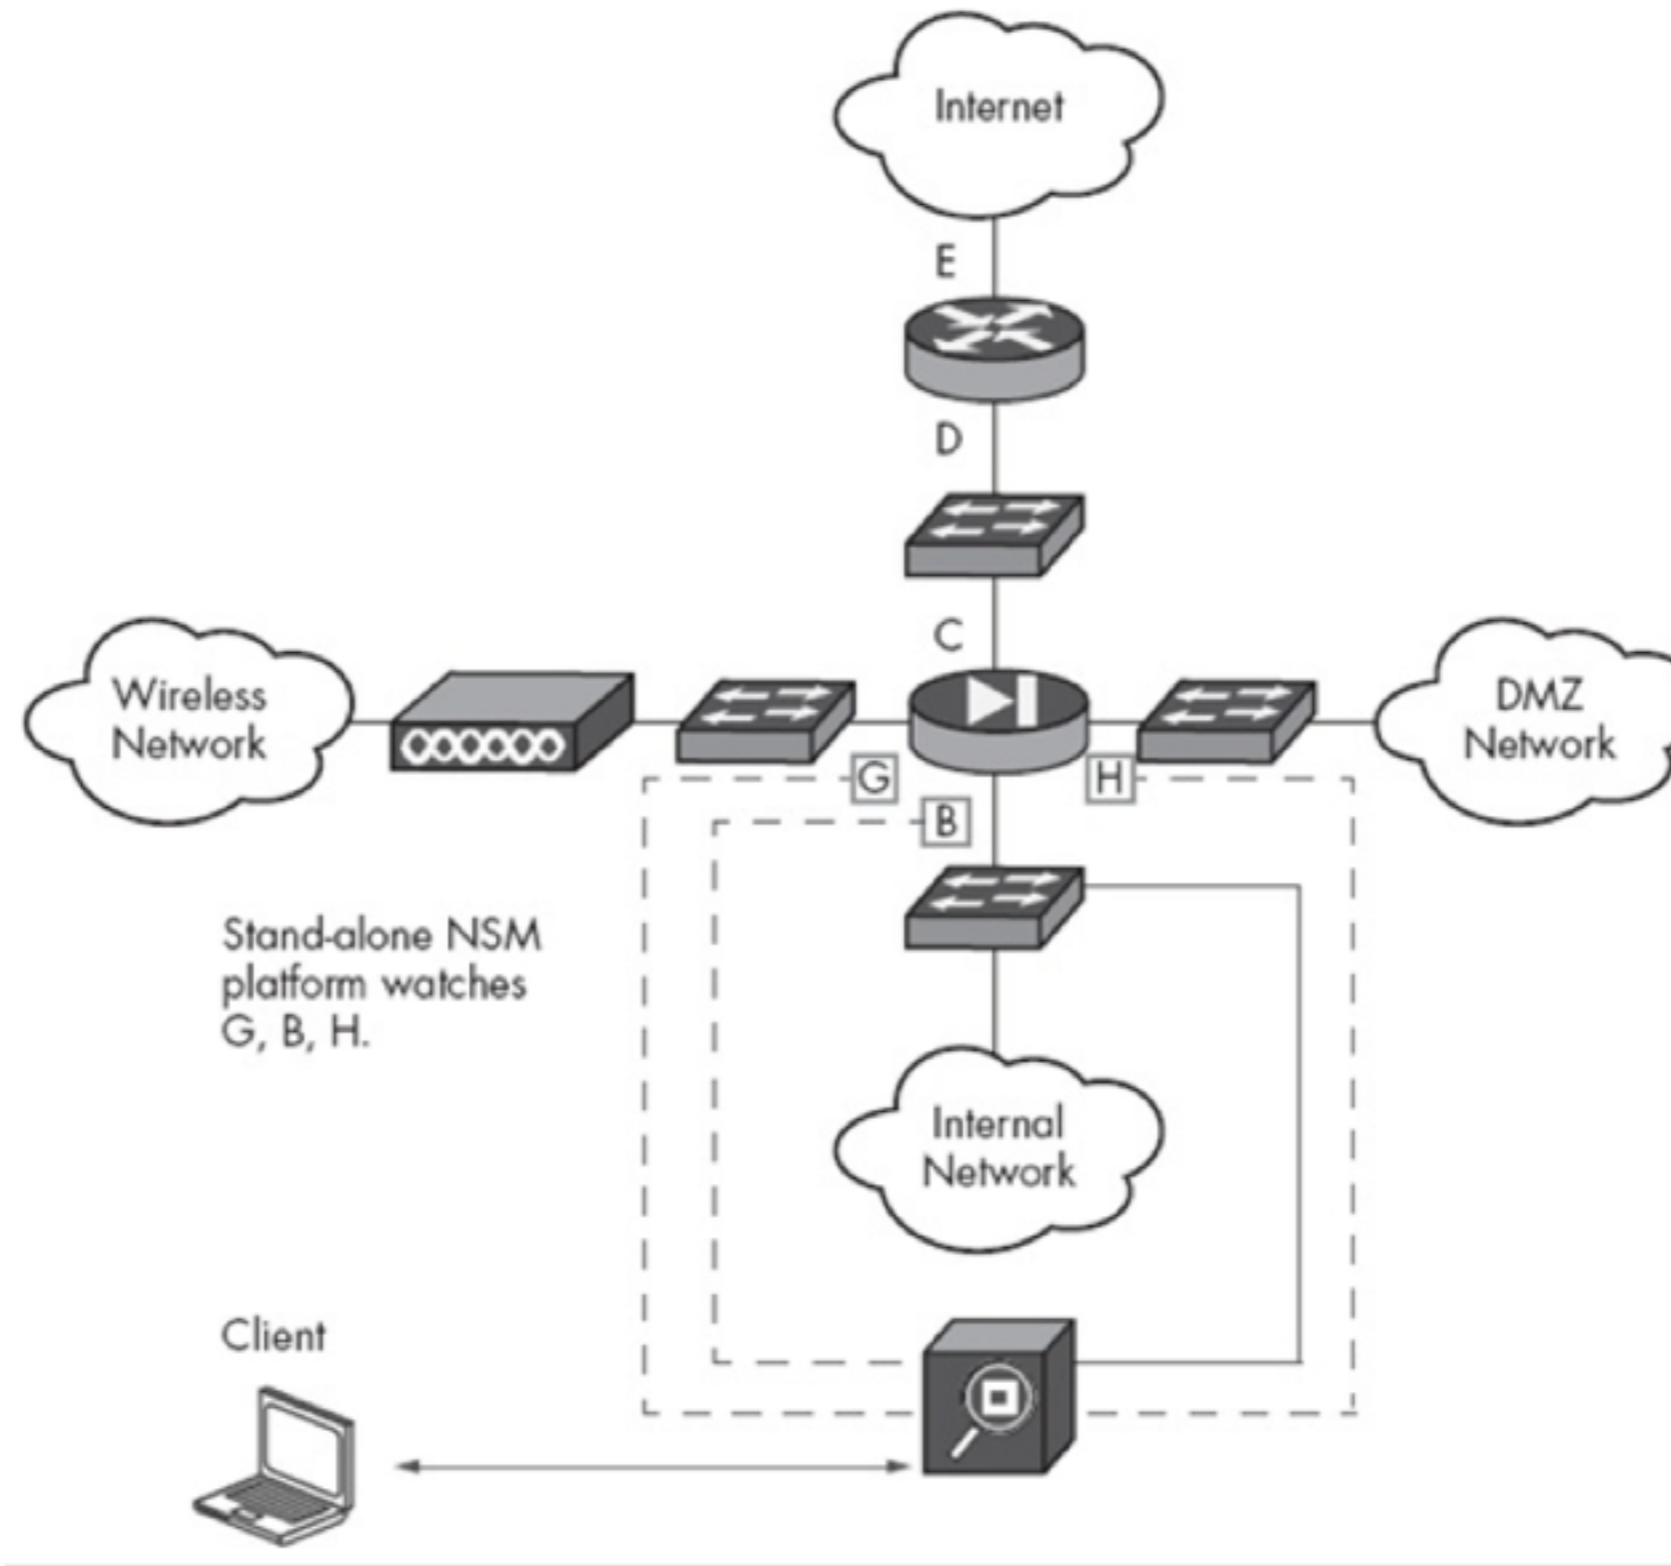 Internet
E
D
C
Wireless
Network
DMZ
Network
G
H
B
Stand-alone NSM
platform watches
G, B, H.
Internal
Network
Client